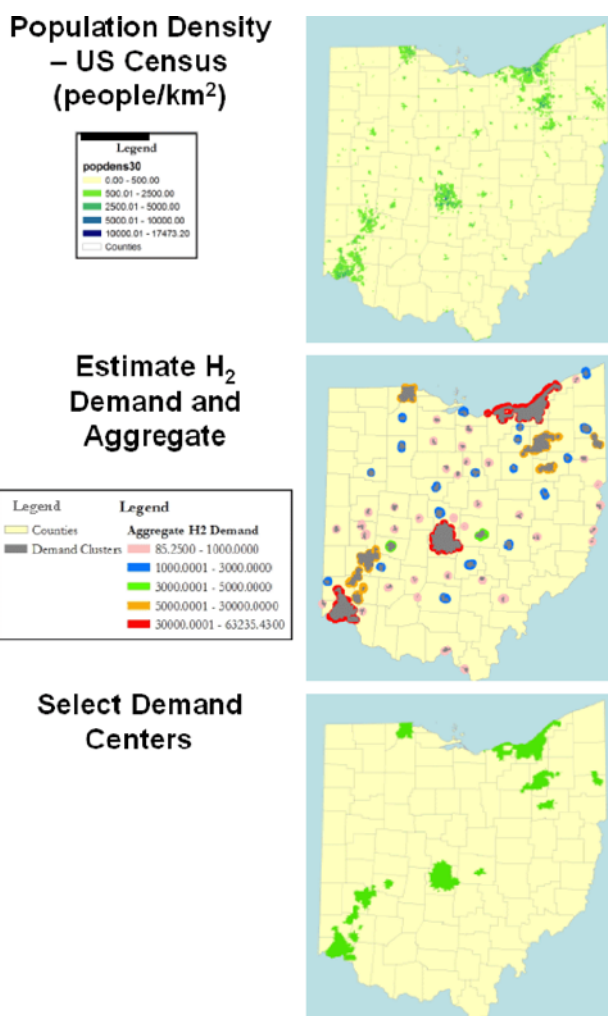 Population Density
– US Census
(people/km²)
Legend
popdens30
0.00 - 500.00
500.01 - 2500.00
2500.01 - 5000.00
5000.01 - 10000.00
10000.01 - 17473.20
Counties
Estimate H₂
Demand and
Aggregate
Legend
Counties
Demand Clusters
Legend
Aggregate H2 Demand
85.2500 - 1000.0000
1000.0001 - 3000.0000
3000.0001 - 5000.0000
5000.0001 - 30000.0000
30000.0001 - 63235.4300
Select Demand
Centers